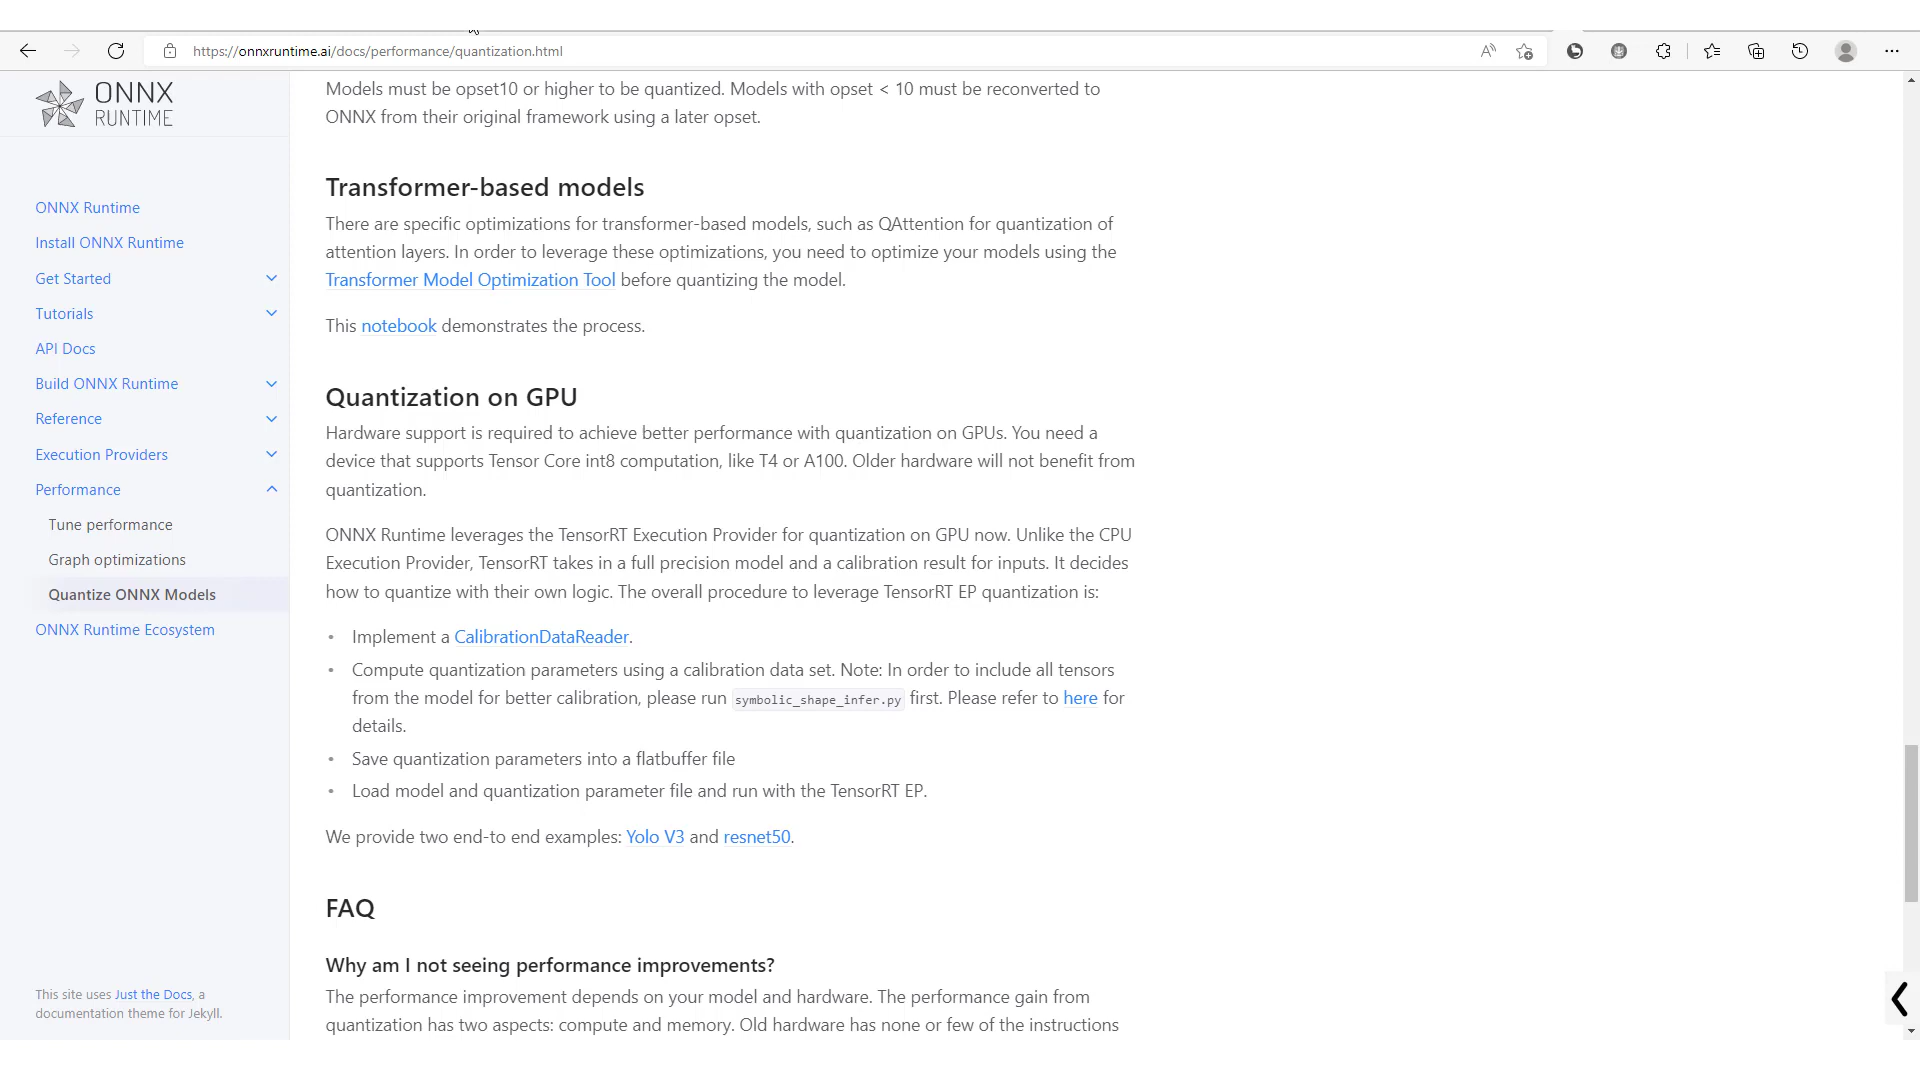 https://onnxruntime.ai/docs/performance/quantization.html
ONNX
RUNTIME
ONNX Runtime
Install ONNX Runtime
Get Started
Tutorials
API Docs
Build ONNX Runtime
Reference
Execution Providers
Performance
Tune performance
Graph optimizations
Quantize ONNX Models
ONNX Runtime Ecosystem
This site uses Just the Docs, a
documentation theme for Jekyll.
Models must be opset10 or higher to be quantized. Models with opset < 10 must be reconverted to
ONNX from their original framework using a later opset.
Transformer-based models
There are specific optimizations for transformer-based models, such as QAttention for quantization of
attention layers. In order to leverage these optimizations, you need to optimize your models using the
Transformer Model Optimization Tool before quantizing the model.
This notebook demonstrates the process.
Quantization on GPU
Hardware support is required to achieve better performance with quantization on GPUs. You need a
device that supports Tensor Core int8 computation, like T4 or A100. Older hardware will not benefit from
quantization.
ONNX Runtime leverages the TensorRT Execution Provider for quantization on GPU now. Unlike the CPU
Execution Provider, TensorRT takes in a full precision model and a calibration result for inputs. It decides
how to quantize with their own logic. The overall procedure to leverage TensorRT EP quantization is:
• Implement a CalibrationDataReader.
• Compute quantization parameters using a calibration data set. Note: In order to include all tensors
from the model for better calibration, please run symbolic_shape_infer.py first. Please refer to here for
details.
• Save quantization parameters into a flatbuffer file
• Load model and quantization parameter file and run with the TensorRT EP.
We provide two end-to end examples: Yolo V3 and resnet50.
FAQ
Why am I not seeing performance improvements?
The performance improvement depends on your model and hardware. The performance gain from
quantization has two aspects: compute and memory. Old hardware has none or few of the instructions